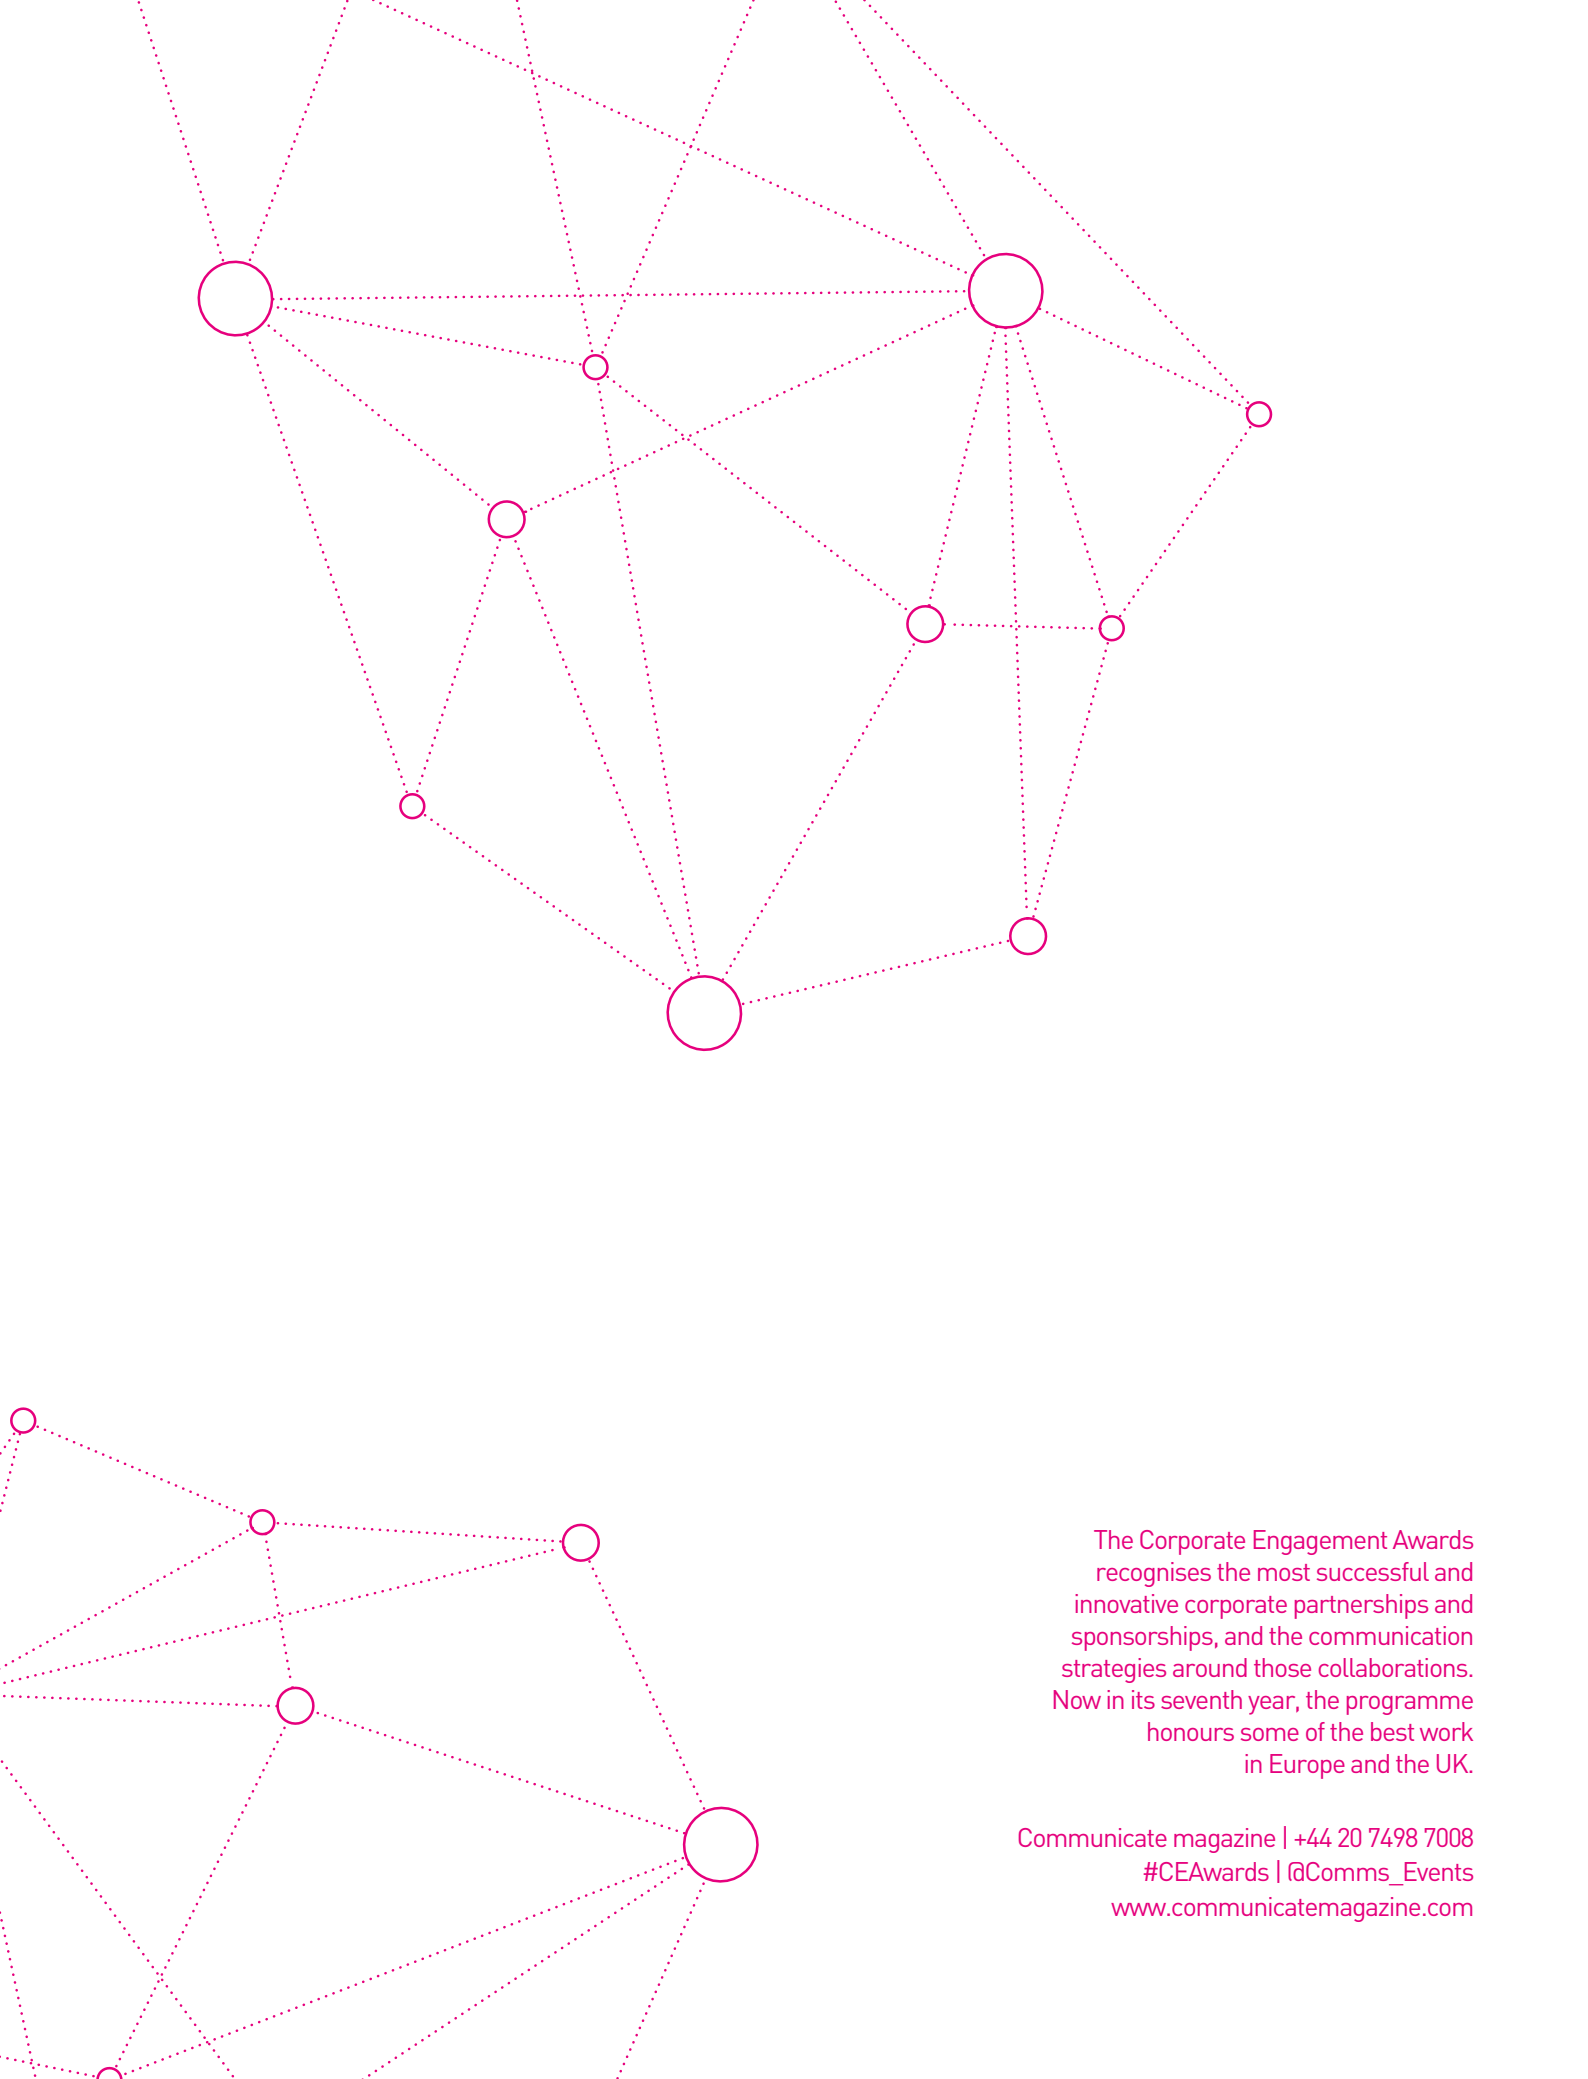 The Corporate Engagement Awards
recognises the most successful and
innovative corporate partnerships and
sponsorships, and the communication
strategies around those collaborations.
Now in its seventh year, the programme
honours some of the best work
in Europe and the UK.
Communicate magazine | +44 20 7498 7008
#CEAwards | @Comms_Events
www.communicatemagazine.com